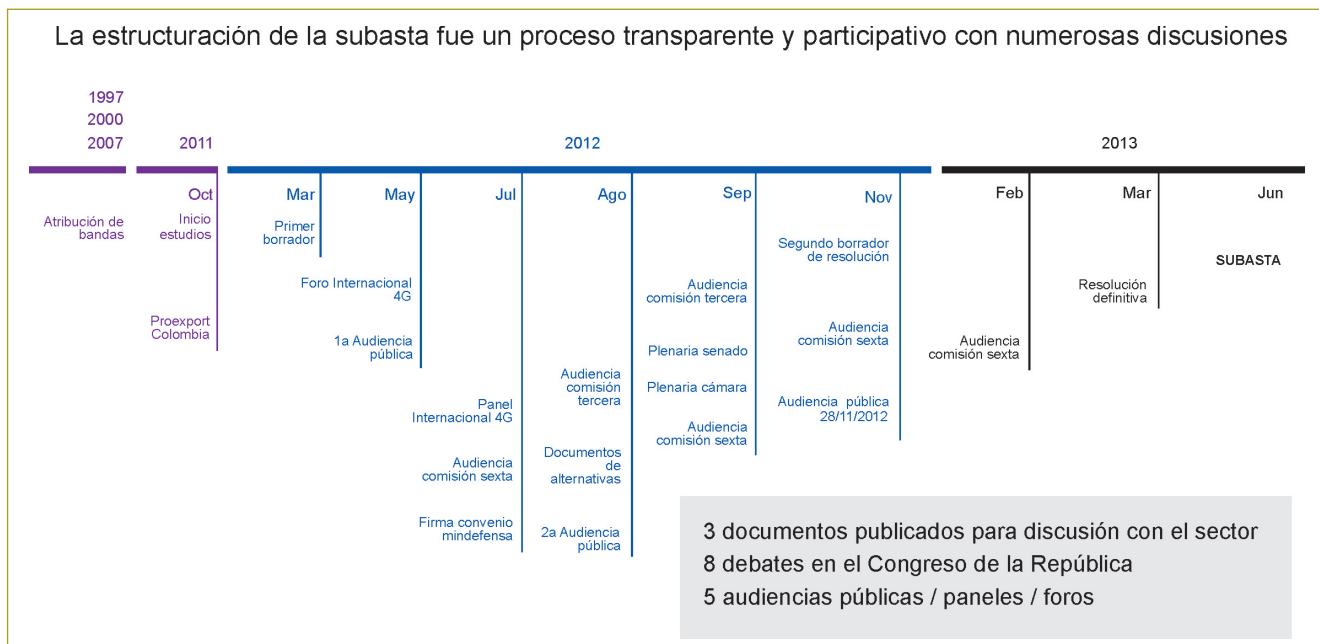 La estructuración de la subasta fue un proceso transparente y participativo con numerosas discusiones
1997
2000
2007
2011
2012
2013
Oct
Mar
May
Jul
Ago
Sep
Nov
Feb
Mar
Jun
Atribución de
bandas
Inicio
estudios
Proexport
Colombia
Primer
borrador
Foro Internacional
4G
1a Audiencia
pública
Panel
Internacional 4G
Audiencia
comisión sexta
Firma convenio
mindefensa
Audiencia
comisión
tercera
Documentos
de
alternativas
2a Audiencia
pública
Audiencia
comisión tercera
Plenaria senado
Plenaria cámara
Audiencia
comisión sexta
Segundo borrador
de resolución
Audiencia
comisión sexta
Audiencia pública
28/11/2012
Audiencia
comisión sexta
Resolución
definitiva
SUBASTA
3 documentos publicados para discusión con el sector
8 debates en el Congreso de la República
5 audiencias públicas / paneles / foros